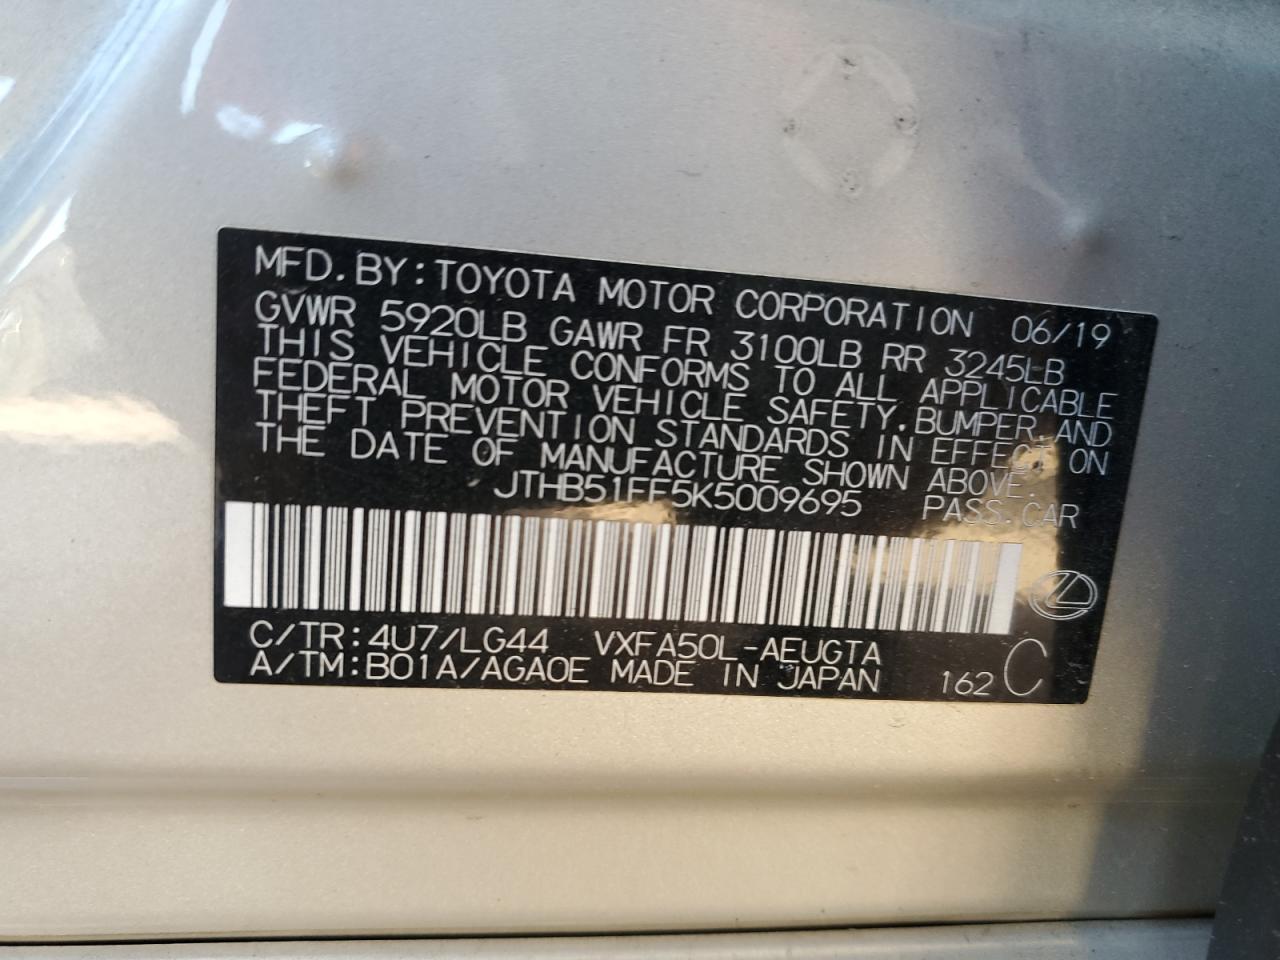 MFD.BY:TOYOTA MOTOR CORPORATION 06/19
GVWR 5920LB GAWR FR 3100LB RR 3245LB
THIS VEHICLE CONFORMS TO ALL APPLICABLE
FEDERAL MOTOR VEHICLE SAFETY,BUMPER,AND
THEFT PREVENTION STANDARDS IN EFFECT ON
THE DATE OF MANUFACTURE SHOWN ABOVE.
JTHB51FF5K5009695 PASS.CAR
C/TR:4U7/LG44 VXFA50L-AEUGTA
A/TM:B01A/AGA0E MADE IN JAPAN 162 C